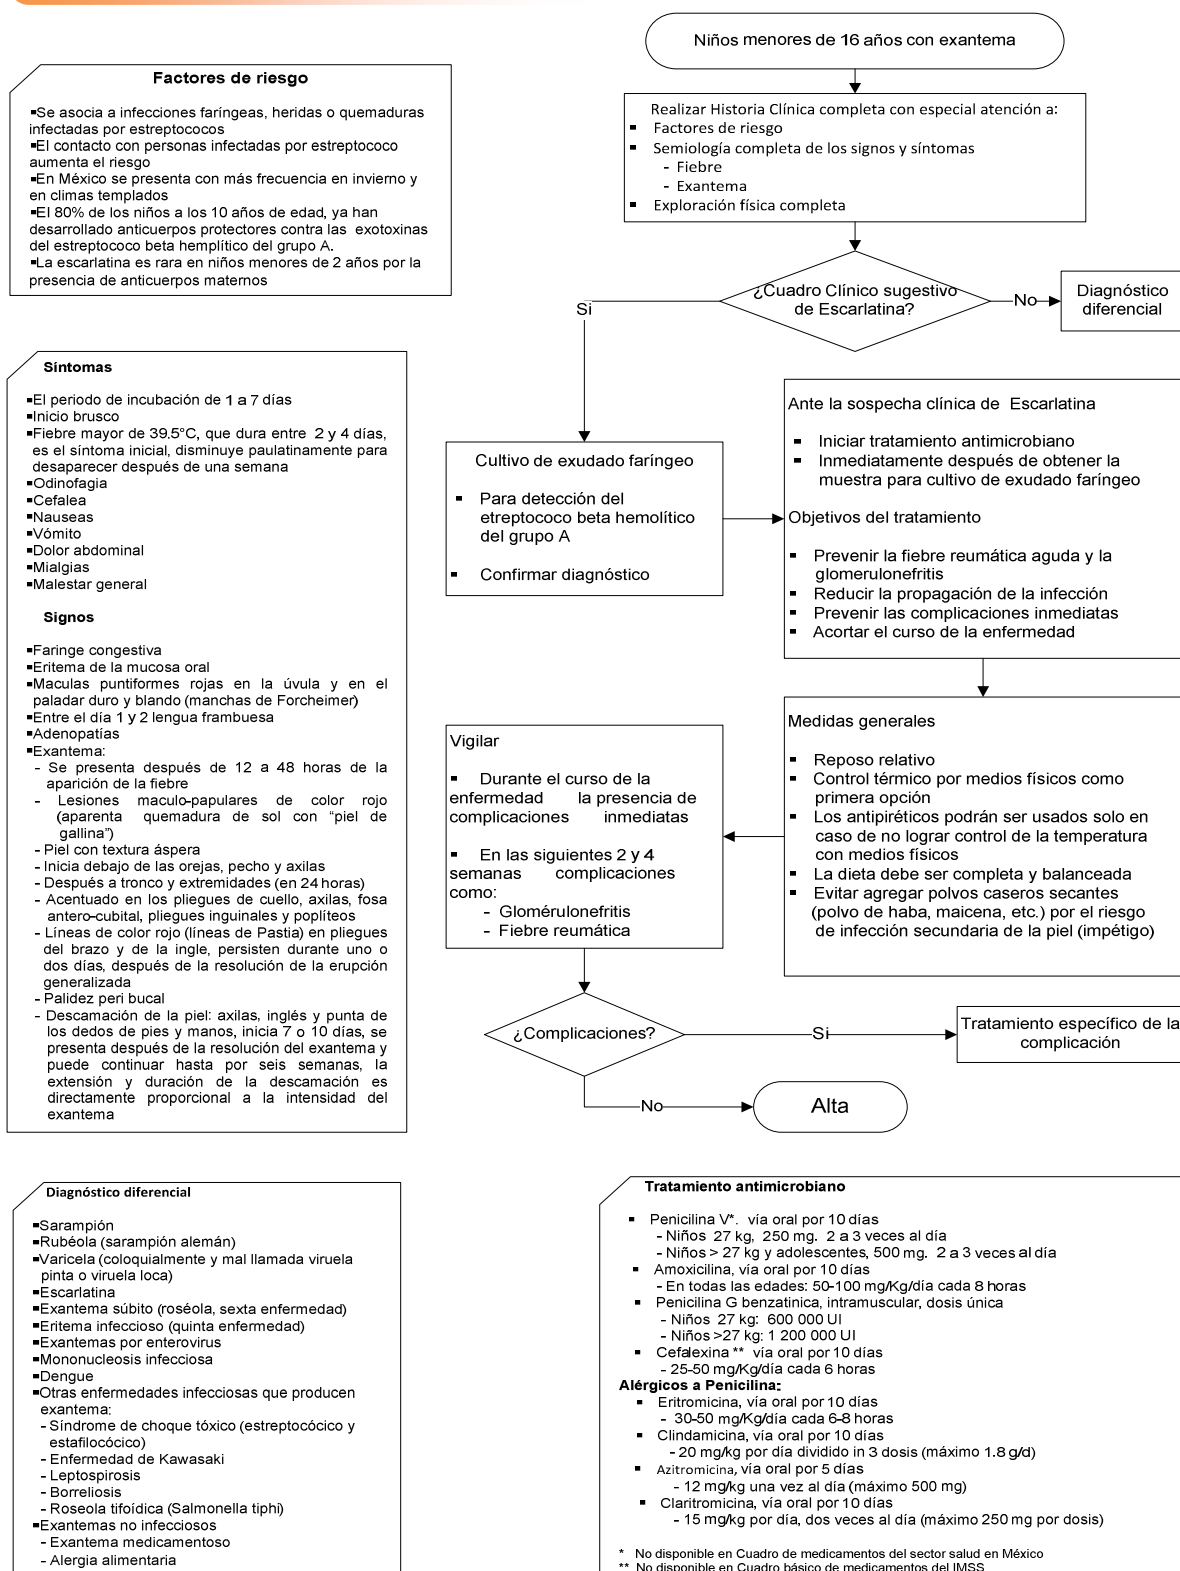 Niños menores de 16 años con exantema
Factores de riesgo
▪Se asocia a infecciones faríngeas, heridas o quemaduras
infectadas por estreptococos
▪El contacto con personas infectadas por estreptococo
aumenta el riesgo
▪En México se presenta con más frecuencia en invierno y
en climas templados
▪El 80% de los niños a los 10 años de edad, ya han
desarrollado anticuerpos protectores contra las exotoxinas
del estreptococo beta hemplítico del grupo A.
▪La escarlatina es rara en niños menores de 2 años por la
presencia de anticuerpos maternos
Realizar Historia Clínica completa con especial atención a:
▪ Factores de riesgo
▪ Semiología completa de los signos y síntomas
- Fiebre
- Exantema
▪ Exploración física completa
¿Cuadro Clínico sugestivo
de Escarlatina?
No
Diagnóstico
diferencial
Si
Síntomas
▪El periodo de incubación de 1 a 7 días
▪Inicio brusco
▪Fiebre mayor de 39.5°C, que dura entre 2 y 4 días,
es el síntoma inicial, disminuye paulatinamente para
desaparecer después de una semana
▪Odinofagia
▪Cefalea
▪Nauseas
▪Vómito
▪Dolor abdominal
▪Mialgias
▪Malestar general
Signos
▪Faringe congestiva
▪Eritema de la mucosa oral
▪Maculas puntiformes rojas en la úvula y en el
paladar duro y blando (manchas de Forcheimer)
▪Entre el día 1 y 2 lengua frambuesa
▪Adenopatías
▪Exantema:
- Se presenta después de 12 a 48 horas de la
aparición de la fiebre
- Lesiones maculo-papulares de color rojo
(aparenta quemadura de sol con “piel de
gallina”)
- Piel con textura áspera
- Inicia debajo de las orejas, pecho y axilas
- Después a tronco y extremidades (en 24 horas)
- Acentuado en los pliegues de cuello, axilas, fosa
antero-cubital, pliegues inguinales y poplíteos
- Líneas de color rojo (líneas de Pastia) en pliegues
del brazo y de la ingle, persisten durante uno o
dos días, después de la resolución de la erupción
generalizada
- Palidez peri bucal
- Descamación de la piel: axilas, inglés y punta de
los dedos de pies y manos, inicia 7 o 10 días, se
presenta después de la resolución del exantema y
puede continuar hasta por seis semanas, la
extensión y duración de la descamación es
directamente proporcional a la intensidad del
exantema
Cultivo de exudado faríngeo
▪ Para detección del
etreptococo beta hemolítico
del grupo A
▪ Confirmar diagnóstico
Ante la sospecha clínica de Escarlatina
▪ Iniciar tratamiento antimicrobiano
▪ Inmediatamente después de obtener la
muestra para cultivo de exudado faríngeo
Objetivos del tratamiento
▪ Prevenir la fiebre reumática aguda y la
glomerulonefritis
▪ Reducir la propagación de la infección
▪ Prevenir las complicaciones inmediatas
▪ Acortar el curso de la enfermedad
Medidas generales
▪ Reposo relativo
▪ Control térmico por medios físicos como
primera opción
▪ Los antipiréticos podrán ser usados solo en
caso de no lograr control de la temperatura
con medios físicos
▪ La dieta debe ser completa y balanceada
▪ Evitar agregar polvos caseros secantes
(polvo de haba, maicena, etc.) por el riesgo
de infección secundaria de la piel (impétigo)
Vigilar
▪ Durante el curso de la
enfermedad la presencia de
complicaciones inmediatas
▪ En las siguientes 2 y 4
semanas complicaciones
como:
- Glomérulonefritis
- Fiebre reumática
¿Complicaciones?
Si
Tratamiento específico de la
complicación
No
Alta
Diagnóstico diferencial
▪Sarampión
▪Rubéola (sarampión alemán)
▪Varicela (coloquialmente y mal llamada viruela
pinta o viruela loca)
▪Escarlatina
▪Exantema súbito (roséola, sexta enfermedad)
▪Eritema infeccioso (quinta enfermedad)
▪Exantemas por enterovirus
▪Mononucleosis infecciosa
▪Dengue
▪Otras enfermedades infecciosas que producen
exantema:
- Síndrome de choque tóxico (estreptocócico y
estafilocócico)
- Enfermedad de Kawasaki
- Leptospirosis
- Borreliosis
- Roseola tifoídica (Salmonella tiphi)
▪Exantemas no infecciosos
- Exantema medicamentoso
- Alergia alimentaria
Tratamiento antimicrobiano
▪ Penicilina V*. vía oral por 10 días
- Niños 27 kg, 250 mg. 2 a 3 veces al día
- Niños > 27 kg y adolescentes, 500 mg. 2 a 3 veces al día
▪ Amoxicilina, vía oral por 10 días
- En todas las edades: 50-100 mg/Kg/día cada 8 horas
▪ Penicilina G benzatinica, intramuscular, dosis única
- Niños 27 kg: 600 000 UI
- Niños >27 kg: 1 200 000 UI
▪ Cefalexina ** vía oral por 10 días
- 25-50 mg/Kg/día cada 6 horas
Alérgicos a Penicilina:
▪ Eritromicina, vía oral por 10 días
- 30-50 mg/Kg/día cada 6-8 horas
▪ Clindamicina, vía oral por 10 días
- 20 mg/kg por día dividido in 3 dosis (máximo 1.8 g/d)
▪ Azitromicina, vía oral por 5 días
- 12 mg/kg una vez al día (máximo 500 mg)
▪ Claritromicina, vía oral por 10 días
- 15 mg/kg por día, dos veces al día (máximo 250 mg por dosis)
* No disponible en Cuadro de medicamentos del sector salud en México
** No disponible en Cuadro básico de medicamentos del IMSS